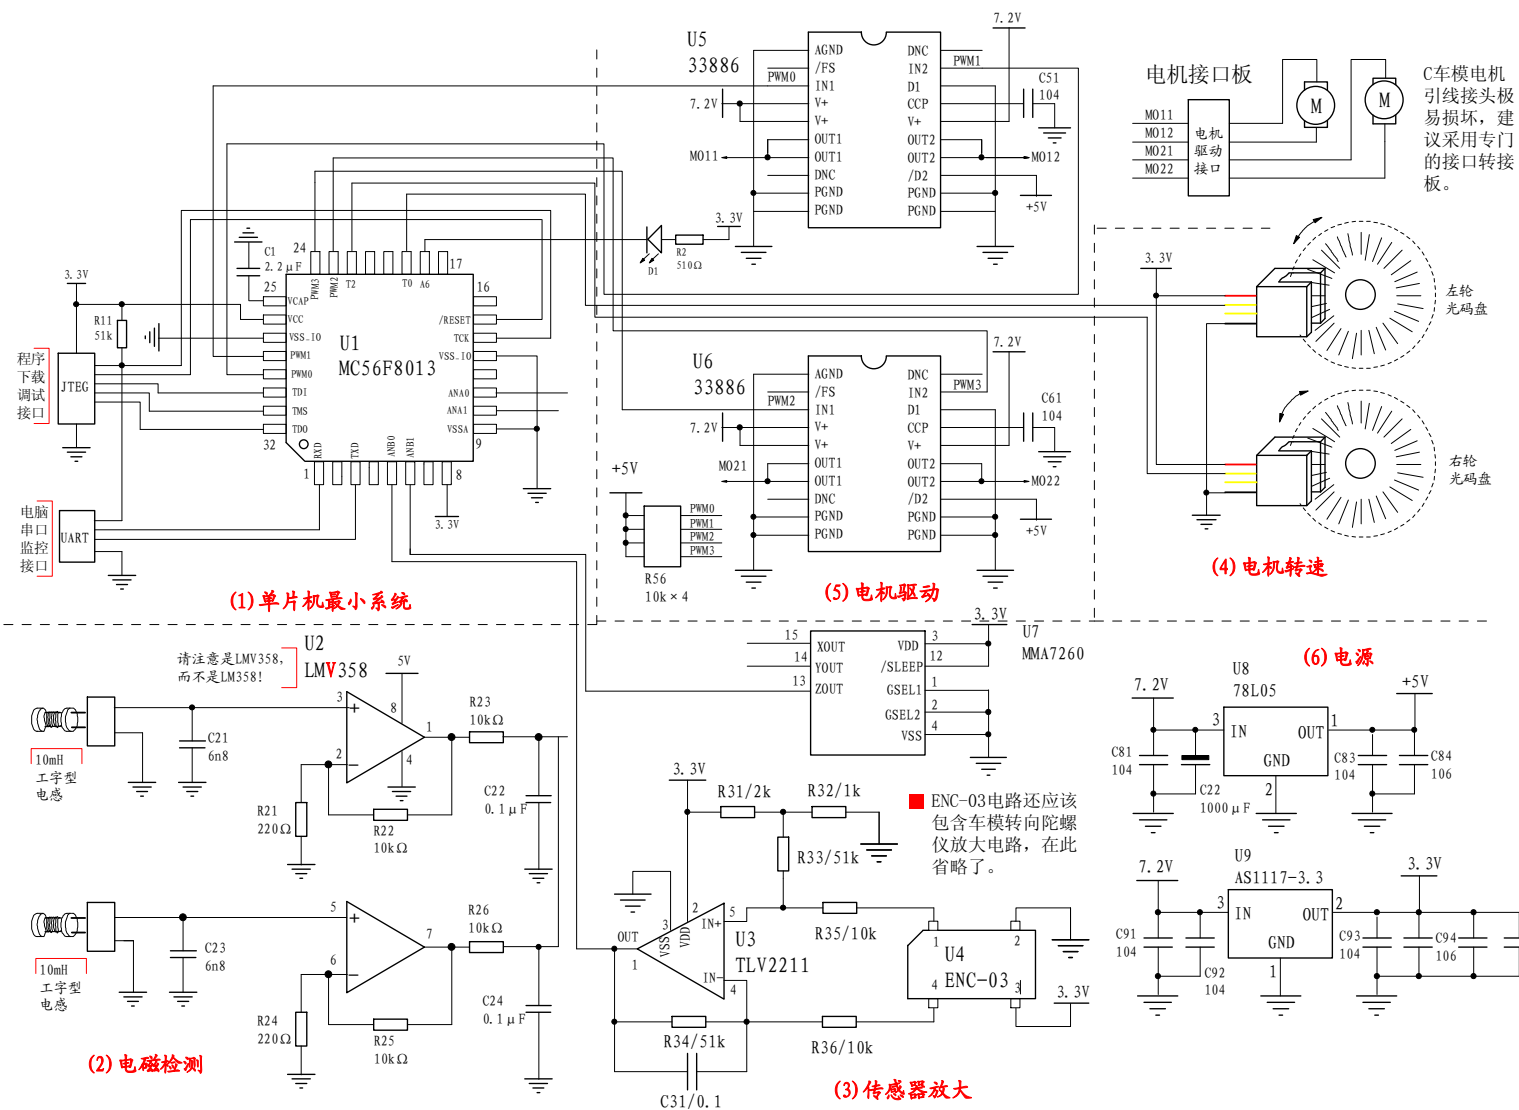 U5
33886
AGND
/FS
PWM0
IN1
7.2V
V+
V+
OUT1
MO11
OUT1
DNC
PGND
PGND
7.2V
DNC
PWM1
IN2
D1
CCP
V+
OUT2
OUT2
MO12
/D2
+5V
PGND
PGND
C51
104
电机接口板
MO11
MO12
MO21
MO22
电机
驱动
接口
M
M
C车模电机
引线接头极
易损坏，建
议采用专门
的接口转接
板。
C1
2.2μF
24
17
PWM3
PWM2
T2
T0
A6
3.3V
25
VCAP
VCC
VSS_IO
PWM1
PWM0
TDI
TMS
TDO
32
R11
51k
U1
MC56F8013
16
/RESET
TCK
VSS_IO
ANA0
ANA1
VSSA
9
1
RXD
TXD
ANB0
ANB1
8
3.3V
程序
下载
调试
接口
JTEG
电脑
串口
监控
接口
UART
(1)单片机最小系统
D1
R2
510Ω
3.3V
U6
33886
AGND
/FS
PWM2
IN1
7.2V
V+
V+
OUT1
MO21
OUT1
DNC
PGND
PGND
7.2V
DNC
PWM3
IN2
D1
CCP
V+
OUT2
OUT2
MO22
/D2
+5V
PGND
PGND
C61
104
+5V
PWM0
PWM1
PWM2
PWM3
R56
10k×4
(5)电机驱动
3.3V
左轮
光码盘
右轮
光码盘
(4)电机转速
请注意是LMV358,
而不是LM358!
U2
LMV358
5V
3
8
1
2
4
10mH
工字型
电感
C21
6n8
R21
220Ω
R22
10kΩ
R23
10kΩ
C22
0.1μF
10mH
工字型
电感
C23
6n8
5
7
6
R24
220Ω
R25
10kΩ
R26
10kΩ
C24
0.1μF
(2)电磁检测
15
XOUT
14
YOUT
13
ZOUT
3.3V
VDD
3
/SLEEP
12
GSEL1
1
GSEL2
2
VSS
4
U7
MMA7260
3.3V
R31/2k
R32/1k
R33/51k
ENC-03电路还应该
包含车模转向陀螺
仪放大电路，在此
省略了。
OUT
1
3
VSS
2
VDD
5
IN+
IN-
4
U3
TLV2211
R35/10k
R34/51k
R36/10k
C31/0.1
1
2
4
3
U4
ENC-03
3.3V
(3)传感器放大
(6)电源
U8
78L05
7.2V
3
IN
OUT
1
GND
2
+5V
C81
104
C22
1000μF
C83
104
C84
106
U9
AS1117-3.3
7.2V
3
IN
OUT
2
GND
1
3.3V
C91
104
C92
104
C93
104
C94
106